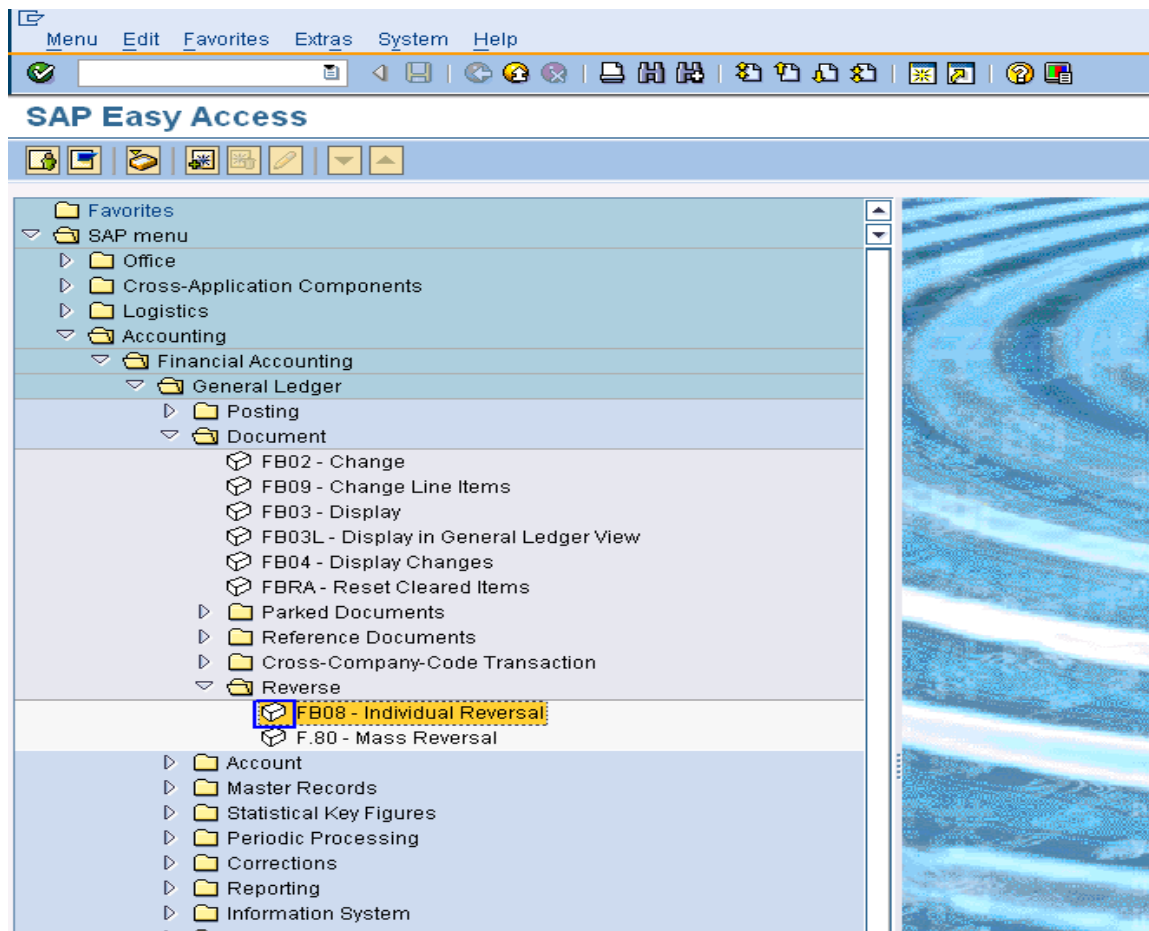 Menu Edit Favorites Extras System Help
SAP Easy Access
Favorites
SAP menu
Office
Cross-Application Components
Logistics
Accounting
Financial Accounting
General Ledger
Posting
Document
FB02 - Change
FB09 - Change Line Items
FB03 - Display
FB03L - Display in General Ledger View
FB04 - Display Changes
FBRA - Reset Cleared Items
Parked Documents
Reference Documents
Cross-Company-Code Transaction
Reverse
FB08 - Individual Reversal
F.80 - Mass Reversal
Account
Master Records
Statistical Key Figures
Periodic Processing
Corrections
Reporting
Information System